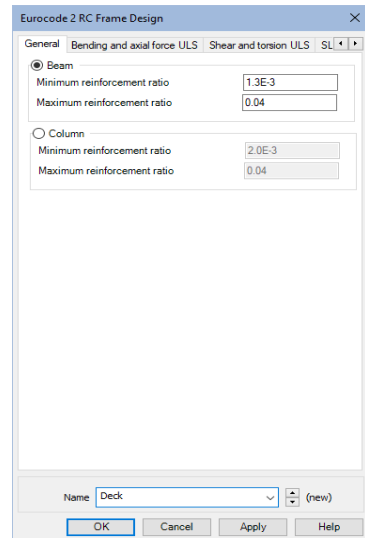 Eurocode 2 RC Frame Design
General Bending and axial force ULS Shear and torsion ULS SL
Beam
Minimum reinforcement ratio 1.3E-3
Maximum reinforcement ratio 0.04
Column
Minimum reinforcement ratio 2.0E-3
Maximum reinforcement ratio 0.04
Name Deck (new)
OK Cancel Apply Help